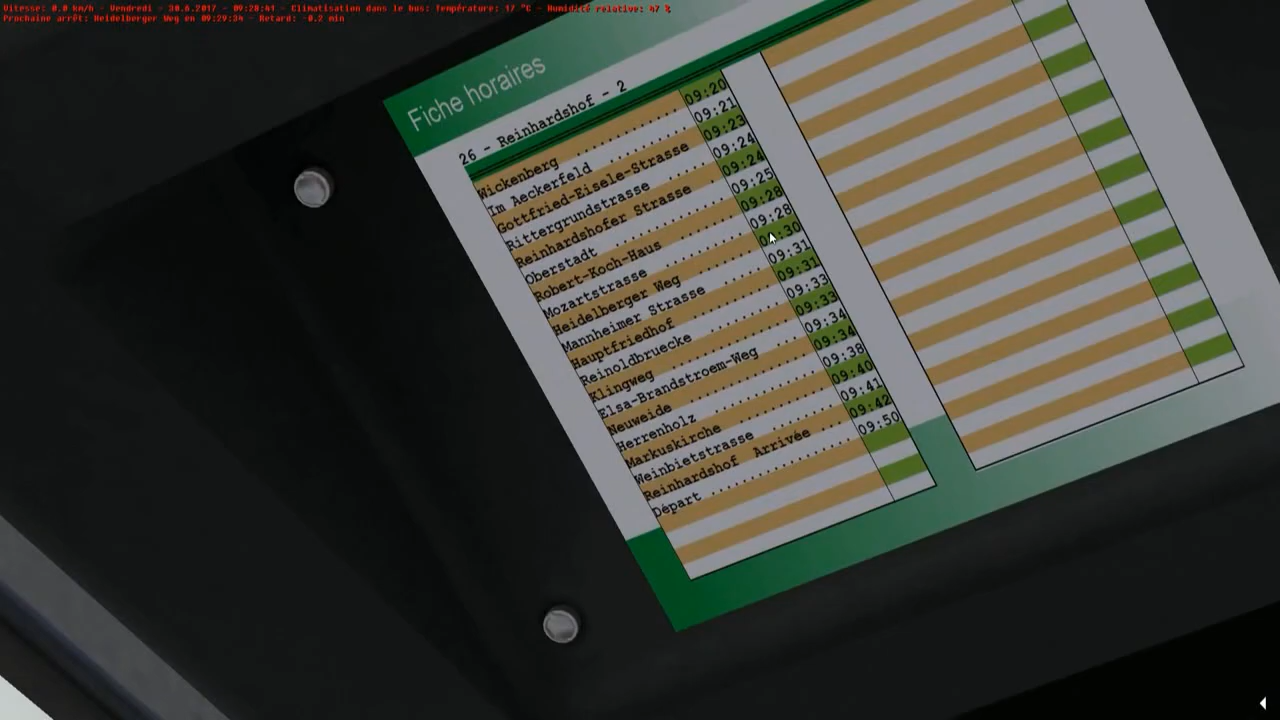 Vitesse: 0.0 km/h - Vendredi - 30.6.2017 - 09:28:41 - Climatisation dans le bus: Température: 17 °C - Humidité relative: 47 %
Prochaine arrêt: Heidelberger Weg en 09:29:34 - Retard: -0.2 min
Fiche horaires
26 - Reinhardshof - 2
Wickenberg .................. 09:20
Im Aeckerfeld ............. 09:21
Gottfried-Eisele-Strasse 09:23
Rittergrundstrasse ...... 09:24
Reinhardshofer Strasse 09:24
Oberstadt ................. 09:25
Robert-Koch-Haus ....... 09:28
Mozartstrasse ............ 09:28
Heidelberger Weg ....... 09:30
Mannheimer Strasse .... 09:31
Hauptfriedhof ............ 09:31
Reinoldbruecke .......... 09:33
Klingweg .................. 09:33
Elsa-Brandstroem-Weg .. 09:34
Neuweide .................. 09:34
Herrenholz ................ 09:38
Markuskirche ............. 09:40
Weinbietstrasse ......... 09:41
Reinhardshof Arrivée ... 09:42
Départ ..................... 09:50